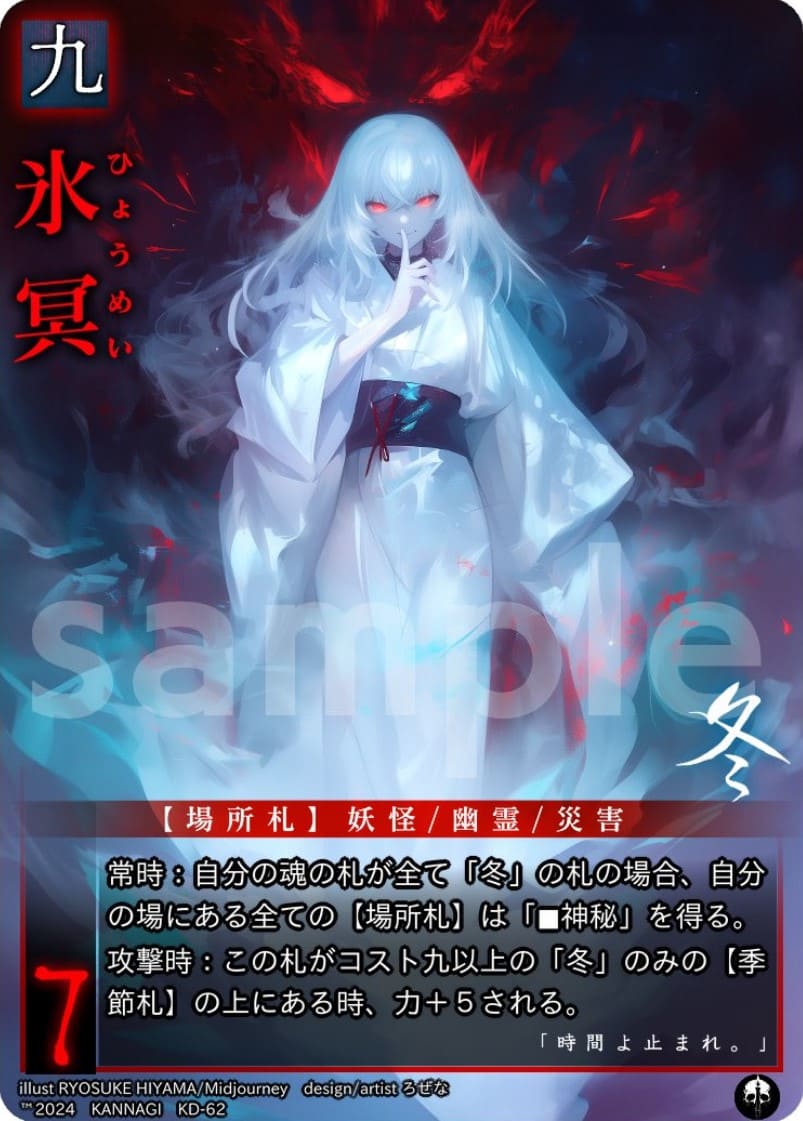 九
氷冥
ひょうめい
sample
冬
【場所札】妖怪/幽霊/災害
常時：自分の魂の札が全て「冬」の札の場合、自分
の場にある全ての【場所札】は「■神秘」を得る。
攻撃時：この札がコスト九以上の「冬」のみの【季
節札】の上にある時、力＋５される。
7
「時間よ止まれ。」
illust RYOSUKE HIYAMA/Midjourney design/artist ろぜな
™2024 KANNAGI KD-62